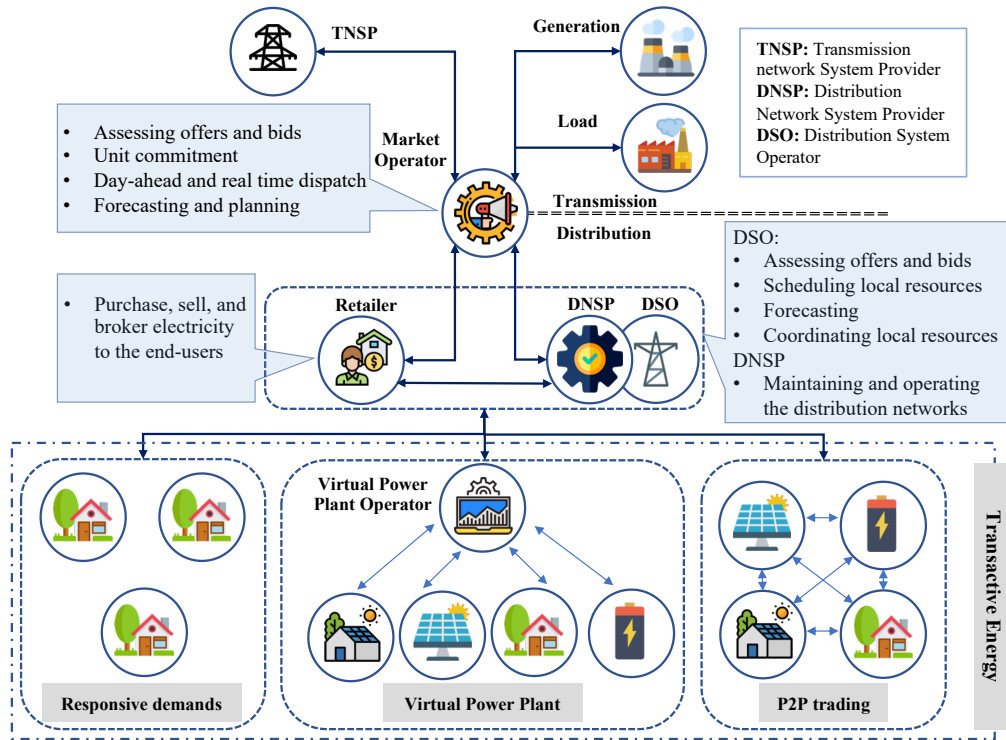 TNSP
Generation
TNSP: Transmission
network System Provider
DNSP: Distribution
Network System Provider
DSO: Distribution System
Operator
• Assessing offers and bids
• Unit commitment
• Day-ahead and real time dispatch
• Forecasting and planning
Market
Operator
Load
Transmission
Distribution
DSO:
• Assessing offers and bids
• Scheduling local resources
• Forecasting
• Coordinating local resources
DNSP
• Maintaining and operating
the distribution networks
• Purchase, sell, and
broker electricity
to the end-users
Retailer
DNSP
DSO
Virtual Power
Plant Operator
Responsive demands
Virtual Power Plant
P2P trading
Transactive Energy